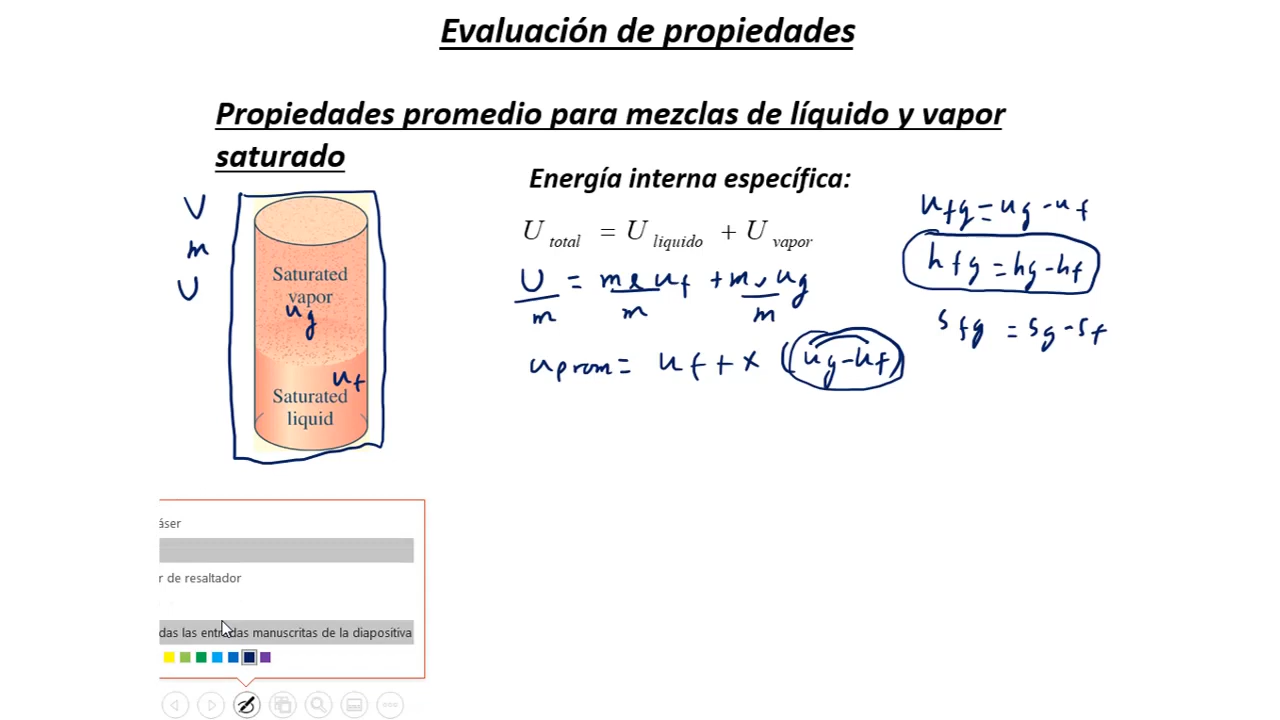 Evaluación de propiedades
Propiedades promedio para mezclas de líquido y vapor
saturado
Energía interna específica:
U total = U liquido + U vapor
U/m = ml uf/m + mv ug/m
uprom = uf + x (ug - uf)
ufg = ug - uf
hfg = hg - hf
sfg = sg - sf
V
m
U
Saturated
vapor
ug
uf
Saturated
liquid
áser
r de resaltador
das las entradas manuscritas de la diapositiva